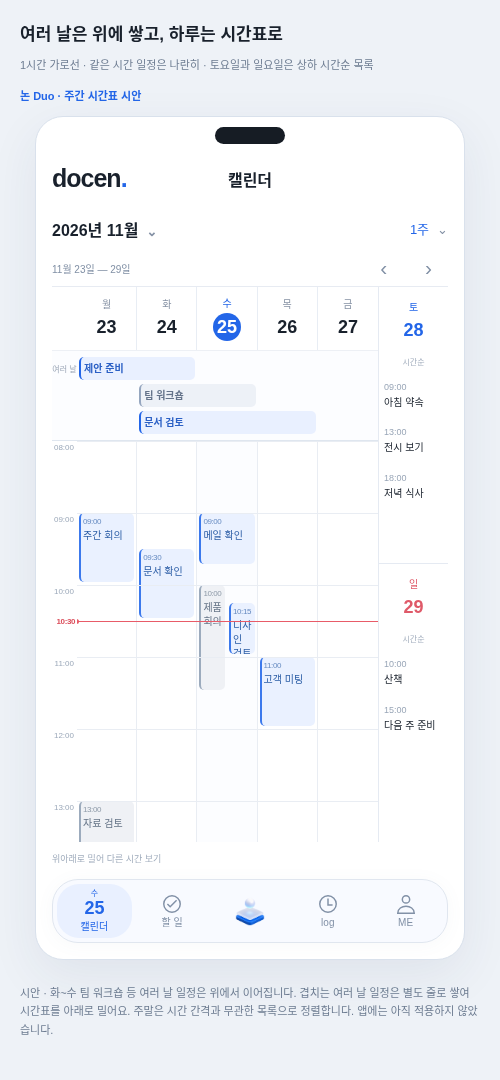 여러 날은 위에 쌓고, 하루는 시간표로
1시간 가로선 · 같은 시간 일정은 나란히 · 토요일과 일요일은 상하 시간순 목록
논 Duo · 주간 시간표 시안
docen.
캘린더
2026년 11월
1주
11월 23일 — 29일
월 화 수 목 금
23 24 25 26 27
여러 날
제안 준비
팀 워크숍
문서 검토
08:00
09:00
10:00
10:30
11:00
12:00
13:00
09:00
주간 회의
13:00
자료 검토
09:30
문서 확인
09:00
메일 확인
10:00
제품
회의
10:15
디자
인
검토
11:00
고객 미팅
토
28
시간순
09:00
아침 약속
13:00
전시 보기
18:00
저녁 식사
일
29
시간순
10:00
산책
15:00
다음 주 준비
위아래로 밀어 다른 시간 보기
수
25
캘린더
할 일
log
ME
시안 · 화~수 팀 워크숍 등 여러 날 일정은 위에서 이어집니다. 겹치는 여러 날 일정은 별도 줄로 쌓여
시간표를 아래로 밀어요. 주말은 시간 간격과 무관한 목록으로 정렬합니다. 앱에는 아직 적용하지 않았
습니다.